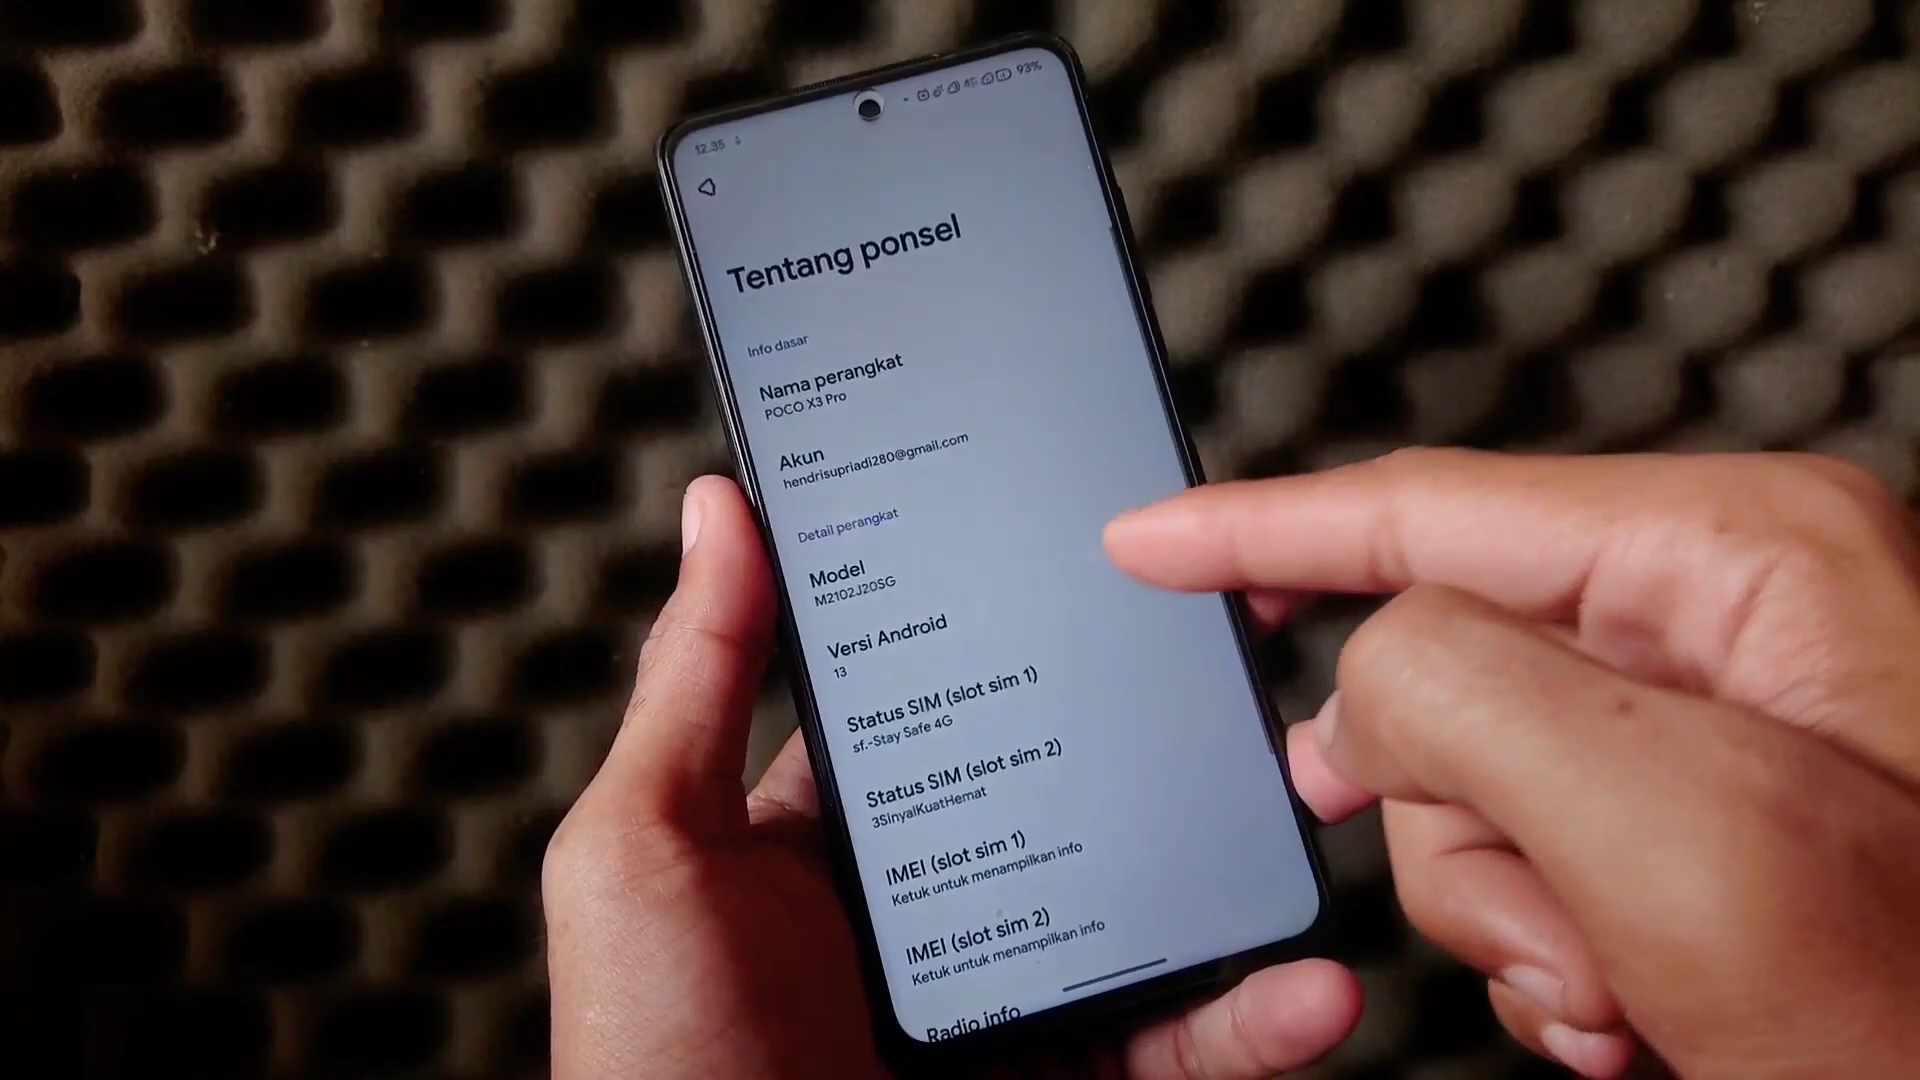 12.35
4G
93%
Tentang ponsel
Info dasar
Nama perangkat
POCO X3 Pro
Akun
hendrisupriadi280@gmail.com
Detail perangkat
Model
M2102J20SG
Versi Android
13
Status SIM (slot sim 1)
sf.-Stay Safe 4G
Status SIM (slot sim 2)
3SinyalKuatHemat
IMEI (slot sim 1)
Ketuk untuk menampilkan info
IMEI (slot sim 2)
Ketuk untuk menampilkan info
Radio info